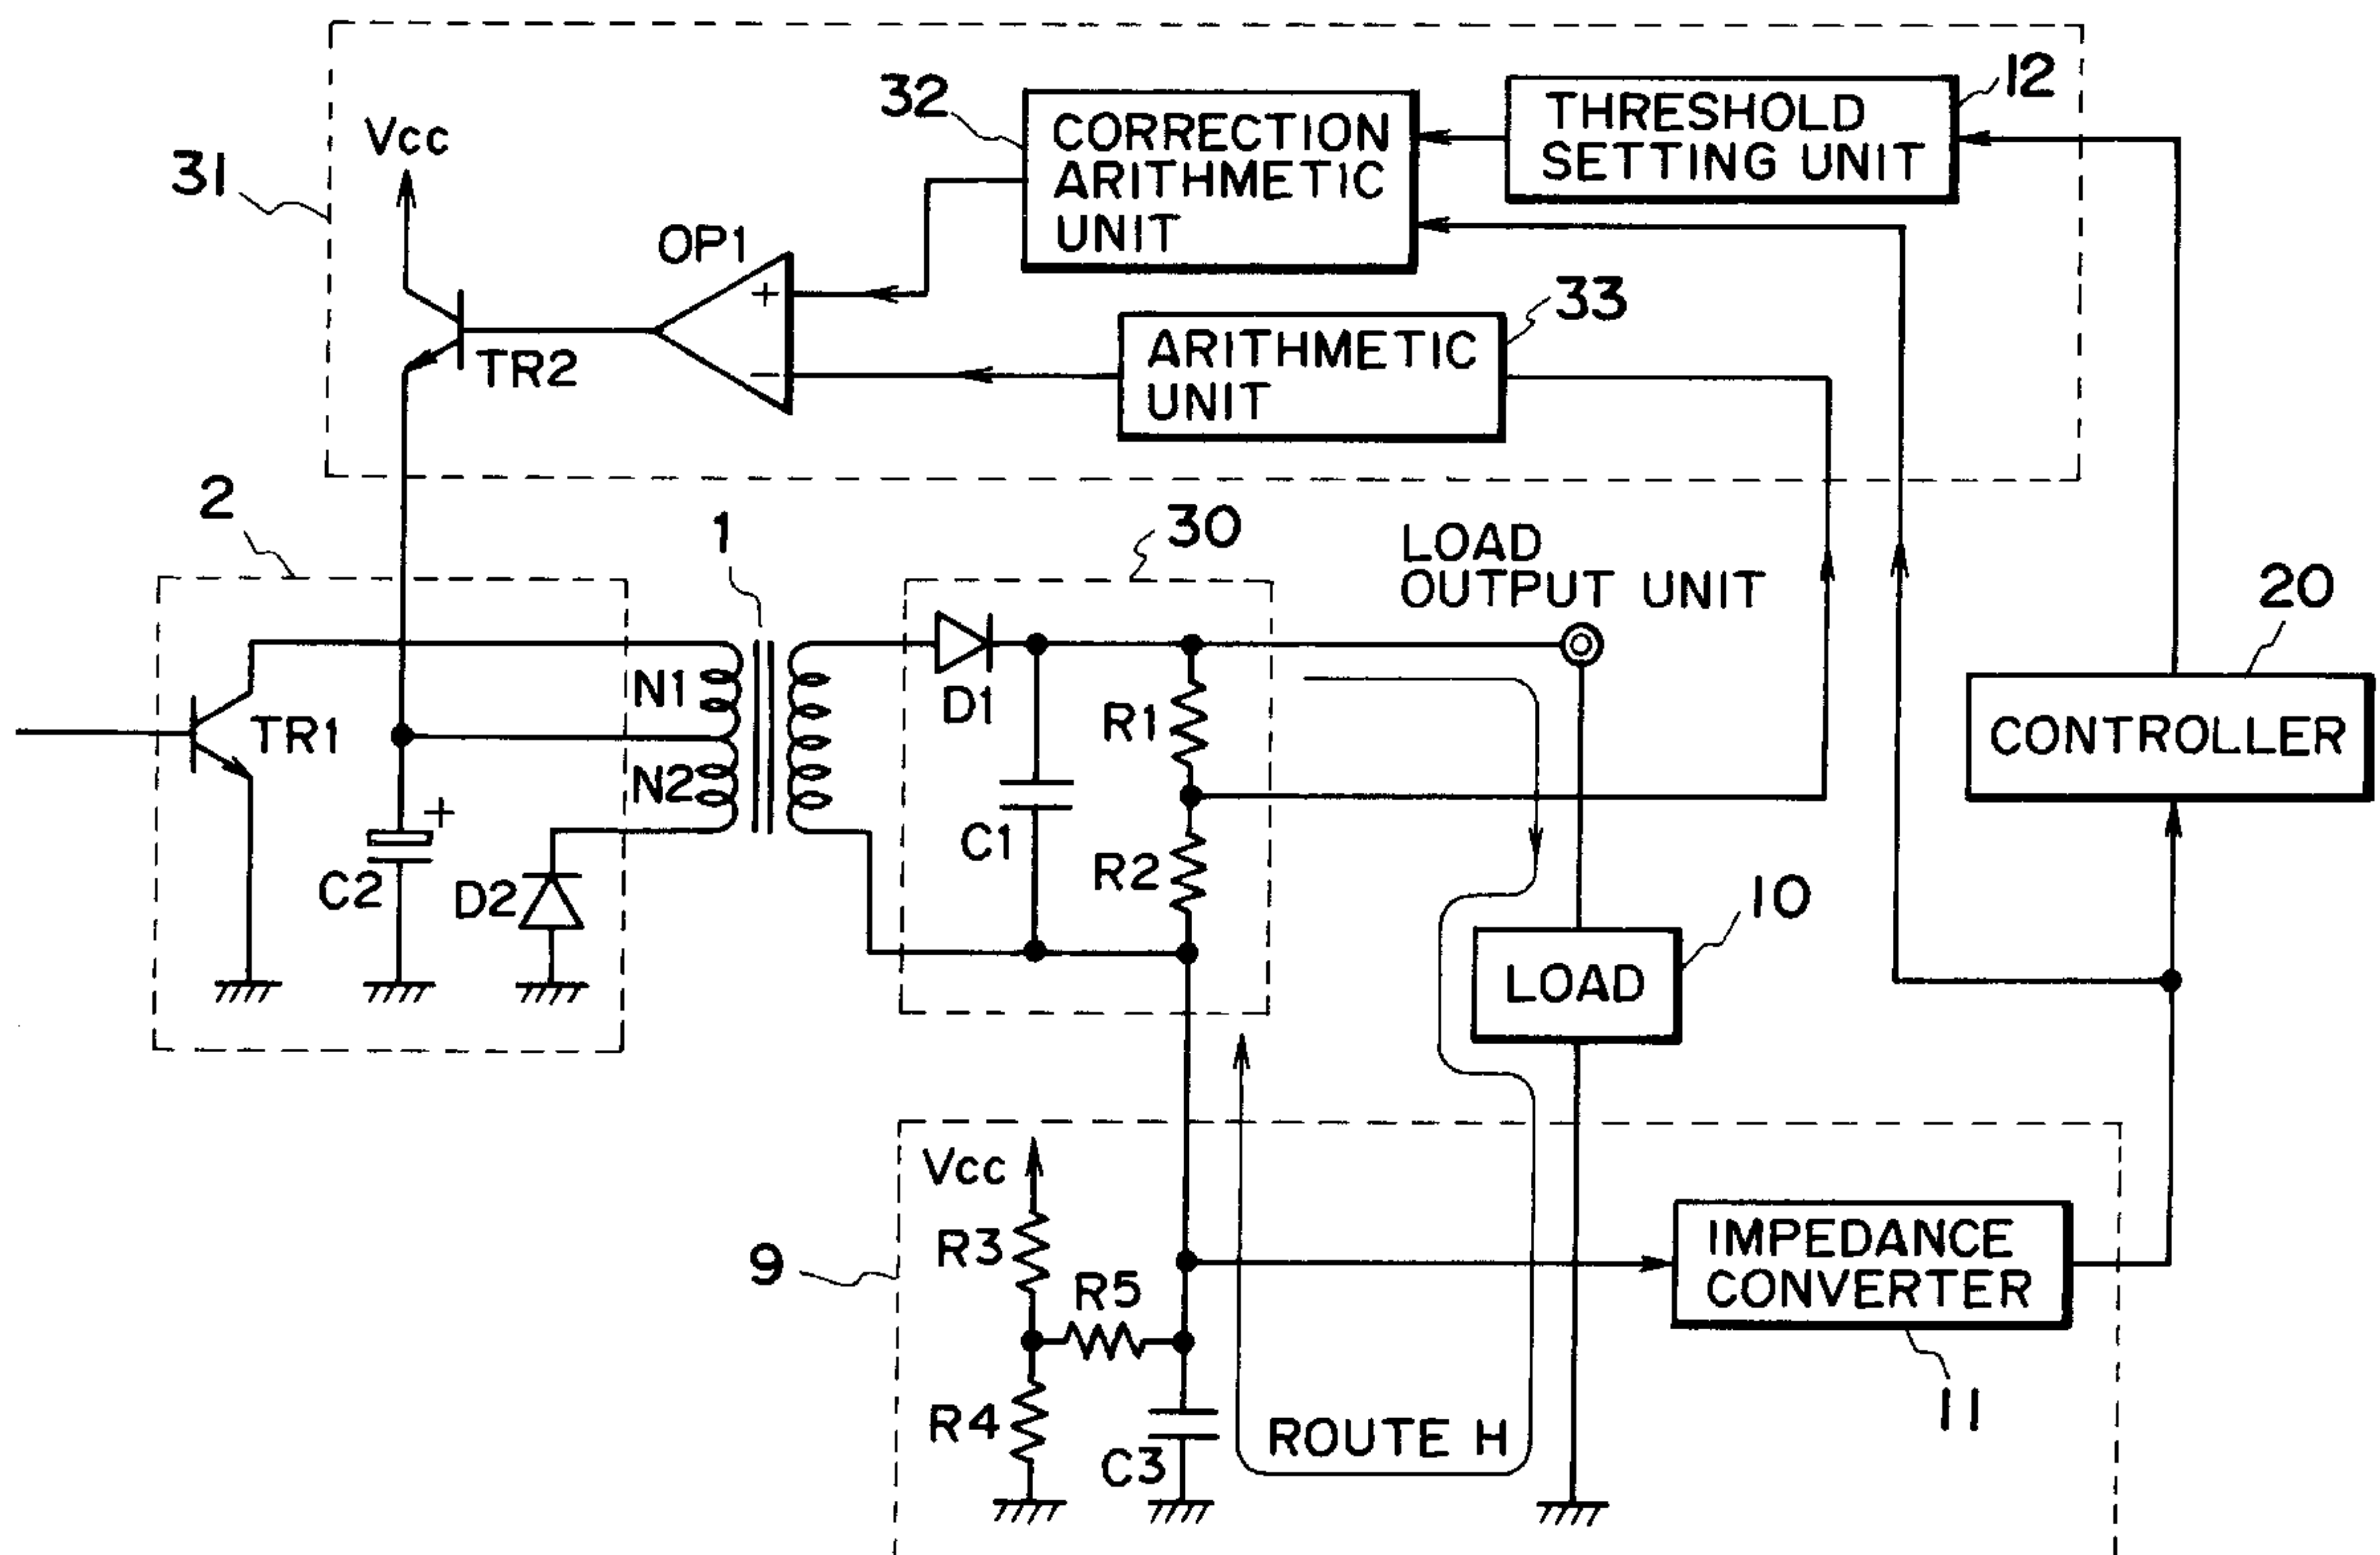 12
32
THRESHOLD
SETTING UNIT
CORRECTION
ARITHMETIC
UNIT
Vcc
31
OP1
+
33
ARITHMETIC
UNIT
−
TR2
2
1
30
LOAD
OUTPUT UNIT
20
N1
D1
R1
TR1
CONTROLLER
N2
+
C1
R2
C2
D2
10
LOAD
Vcc
R3
IMPEDANCE
CONVERTER
9
R5
R4
C3
ROUTE H
11